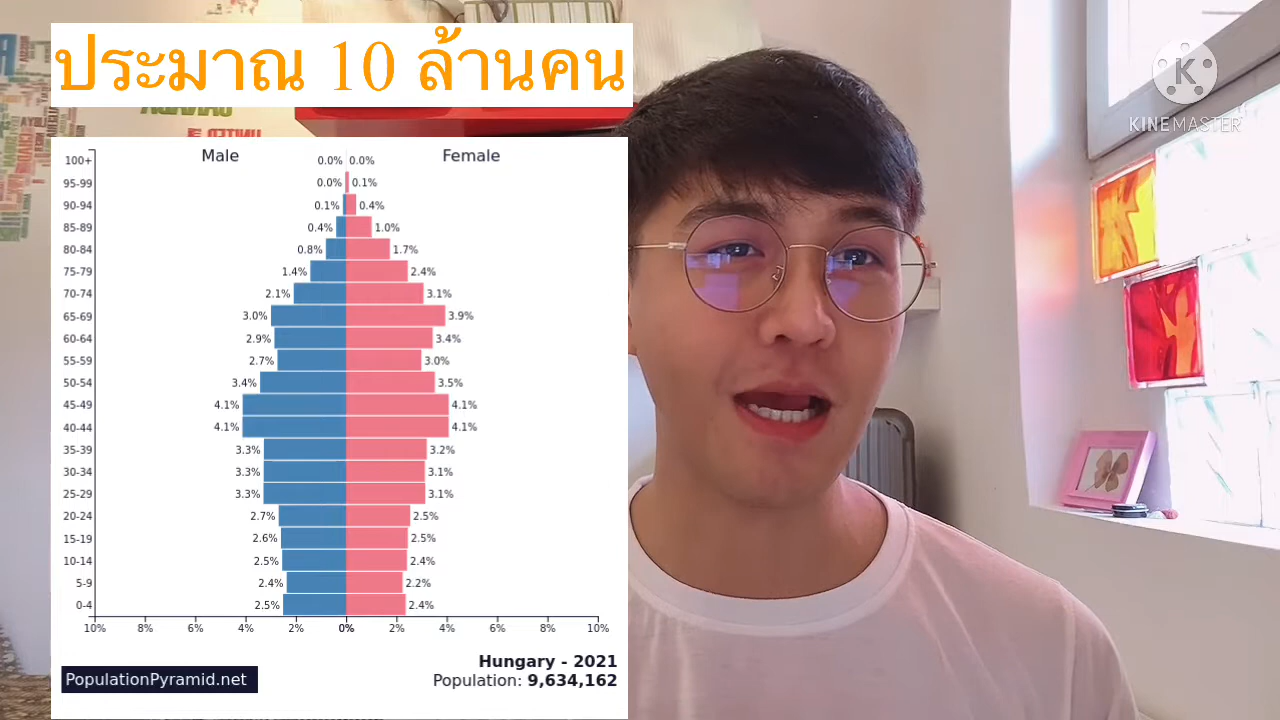 ประมาณ 10 ล้านคน
K
KINEMASTER
Male
Female
100+ 0.0% 0.0%
95-99 0.0% 0.1%
90-94 0.1% 0.4%
85-89 0.4% 1.0%
80-84 0.8% 1.7%
75-79 1.4% 2.4%
70-74 2.1% 3.1%
65-69 3.0% 3.9%
60-64 2.9% 3.4%
55-59 2.7% 3.0%
50-54 3.4% 3.5%
45-49 4.1% 4.1%
40-44 4.1% 4.1%
35-39 3.3% 3.2%
30-34 3.3% 3.1%
25-29 3.3% 3.1%
20-24 2.7% 2.5%
15-19 2.6% 2.5%
10-14 2.5% 2.4%
5-9 2.4% 2.2%
0-4 2.5% 2.4%
10% 8% 6% 4% 2% 0% 2% 4% 6% 8% 10%
Hungary - 2021
PopulationPyramid.net
Population: 9,634,162